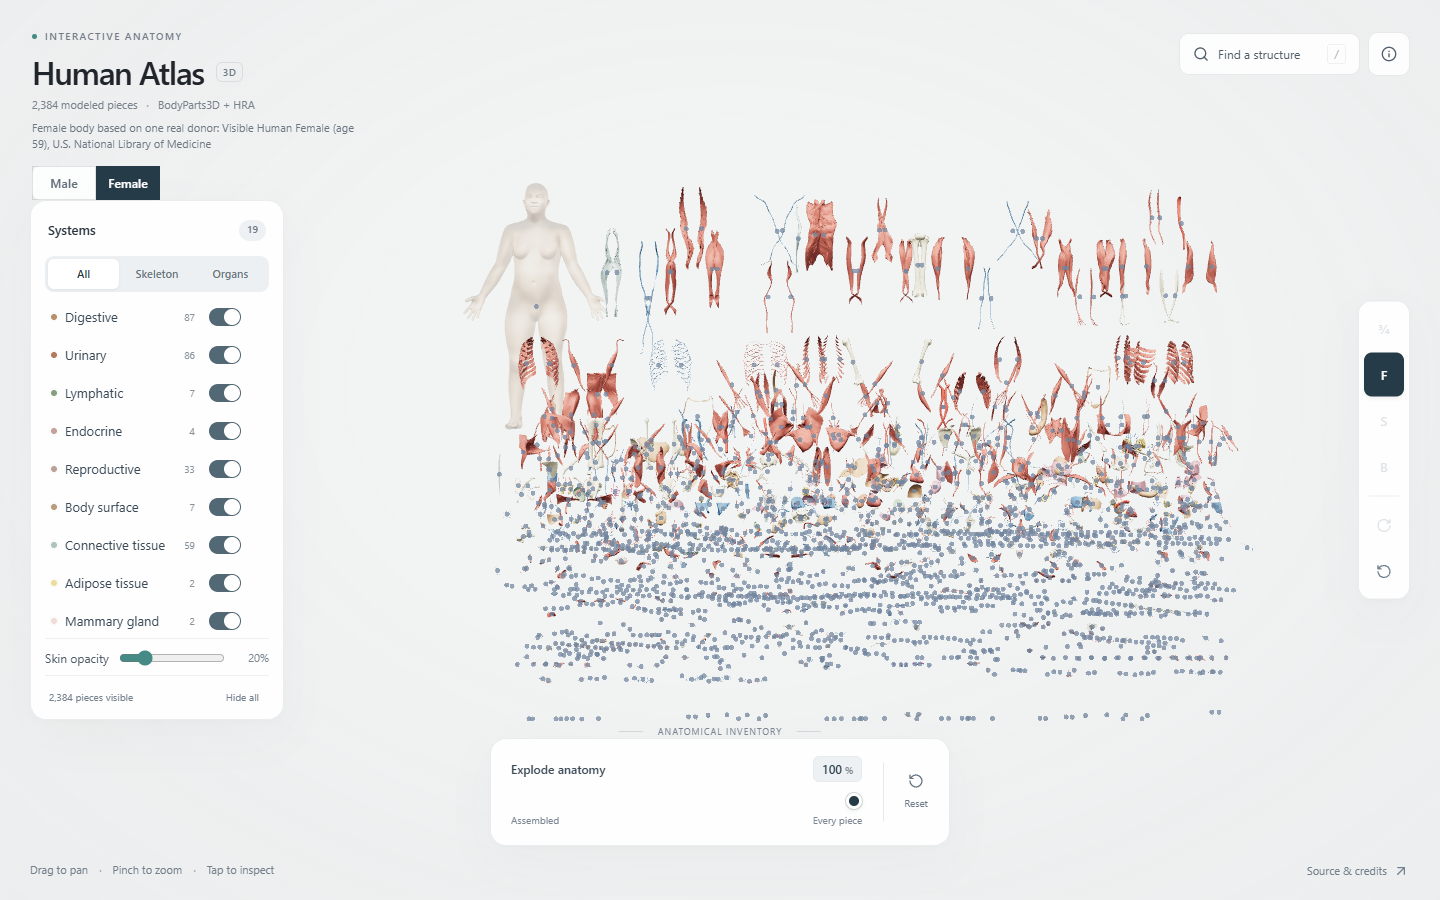 INTERACTIVE ANATOMY
Human Atlas 3D
2,384 modeled pieces · BodyParts3D + HRA
Female body based on one real donor: Visible Human Female (age
59), U.S. National Library of Medicine
Male Female
Systems 19
All Skeleton Organs
Digestive 87
Urinary 86
Lymphatic 7
Endocrine 4
Reproductive 33
Body surface 7
Connective tissue 59
Adipose tissue 2
Mammary gland 2
Skin opacity 20%
2,384 pieces visible Hide all
Find a structure /
¾
F
S
B
ANATOMICAL INVENTORY
Explode anatomy 100 %
Assembled Every piece
Reset
Drag to pan · Pinch to zoom · Tap to inspect
Source & credits